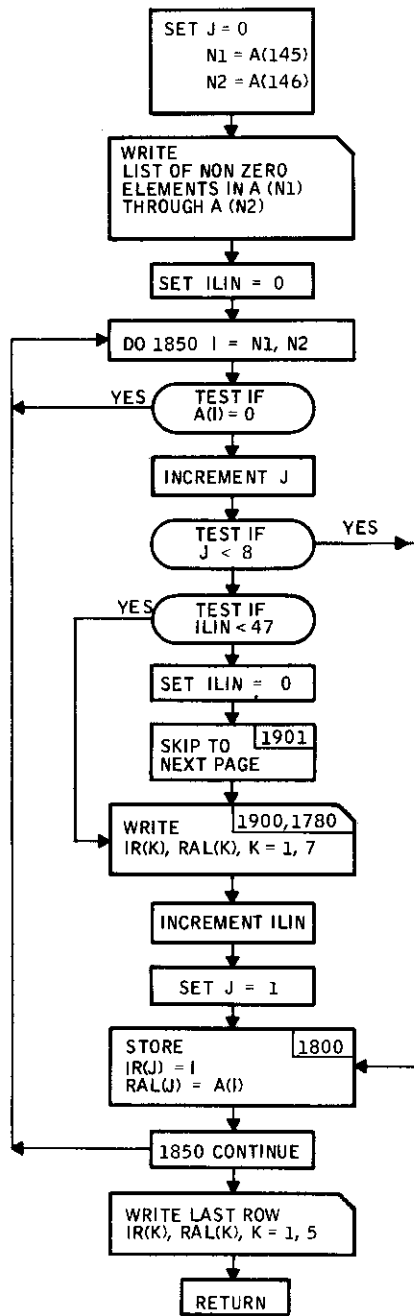 SET J = 0
N1 = A(145)
N2 = A(146)
WRITE
LIST OF NON ZERO
ELEMENTS IN A (N1)
THROUGH A (N2)
SET ILIN = 0
DO 1850 I = N1, N2
YES
TEST IF
A(I) = 0
INCREMENT J
TEST IF
J < 8
YES
YES
TEST IF
ILIN < 47
SET ILIN = 0
1901
SKIP TO
NEXT PAGE
1900,1780
WRITE
IR(K), RAL(K), K = 1, 7
INCREMENT ILIN
SET J = 1
STORE
1800
IR(J) = I
RAL(J) = A(I)
1850 CONTINUE
WRITE LAST ROW
IR(K), RAL(K), K = 1, 5
RETURN